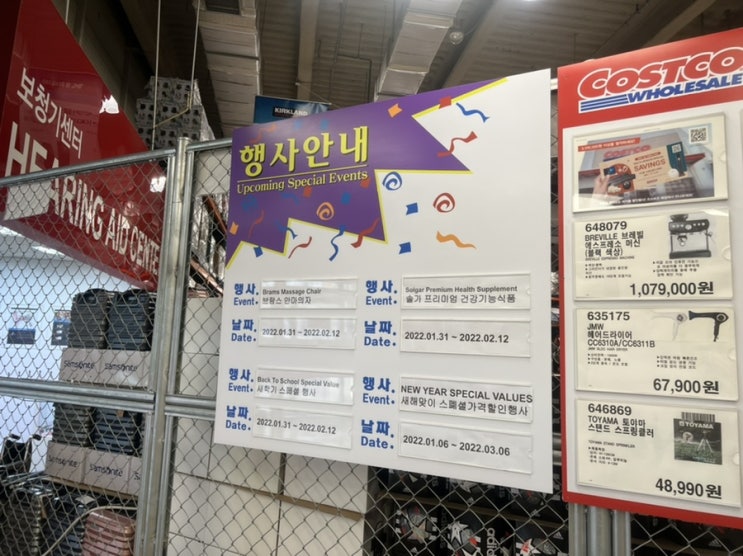 보청기센터
HEARING AID CENTER
KIRKLAND
samsonite
samsonite
samsonite
samsonite
행사안내
Upcoming Special Events
행사.
Event.
Brams Massage Chair
브람스 안마의자
날짜.
Date.
2022.01.31 ~ 2022.02.12
행사.
Event.
Solgar Premium Health Supplement
솔가 프리미엄 건강기능식품
날짜.
Date.
2022.01.31 ~ 2022.02.12
행사.
Event.
Back To School Special Value
새학기 스페셜 행사
날짜.
Date.
2022.01.31 ~ 2022.02.12
행사.
Event.
NEW YEAR SPECIAL VALUES
새해맞이 스페셜가격할인행사
날짜.
Date.
2022.01.06 ~ 2022.03.06
COSTCO
WHOLESALE
SAVINGS
648079
BREVILLE 브레빌
에스프레소 머신
(블랙 색상)
1,079,000원
635175
JMW
헤어드라이어
CC6310A/CC6311B
67,900원
646869
TOYAMA 토야마
스탠드 스프링클러
TOYAMA
48,990원